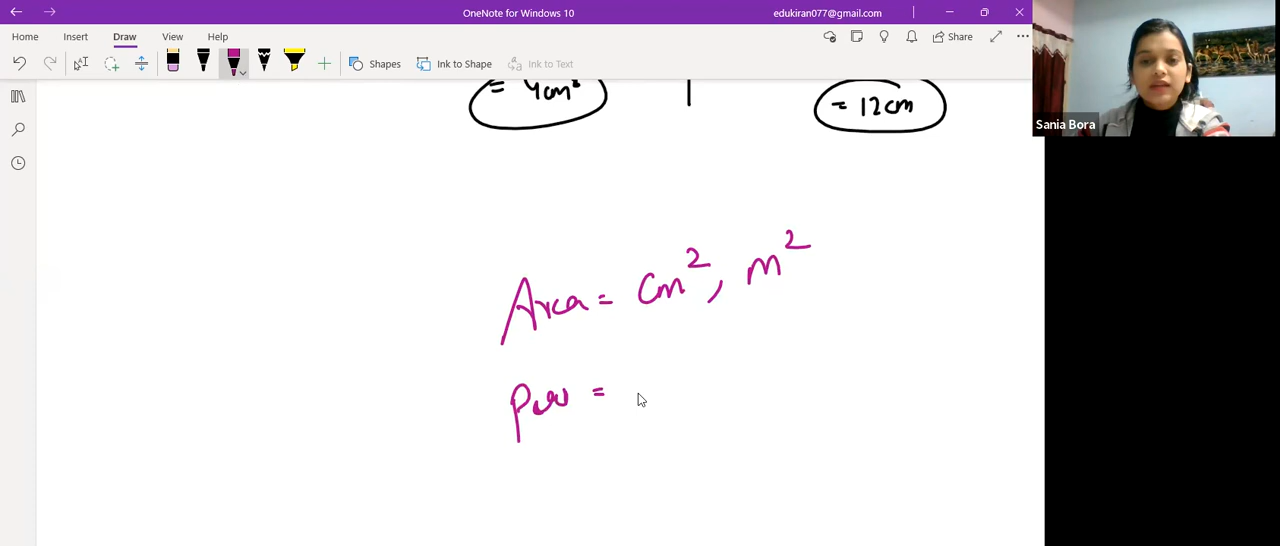 OneNote for Windows 10
edukiran077@gmail.com
Home Insert Draw View Help
Share
Shapes Ink to Shape Ink to Text
= 4cm²
= 12cm
Sania Bora
Area = cm², m²
Per =